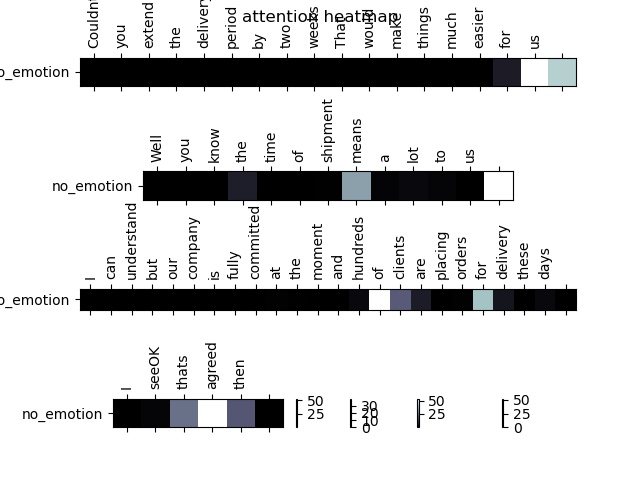 attention heatmap
Couldn't you extend the delivery period by two weeks That would make things much easier for us
no_emotion
Well you know the time of shipment means a lot to us
no_emotion
I can understand but our company is fully committed at the moment and hundreds of clients are placing orders for delivery these days
no_emotion
I seeOK thats agreed then
no_emotion
50 25
30 20 10 0
50 25
50 25 0